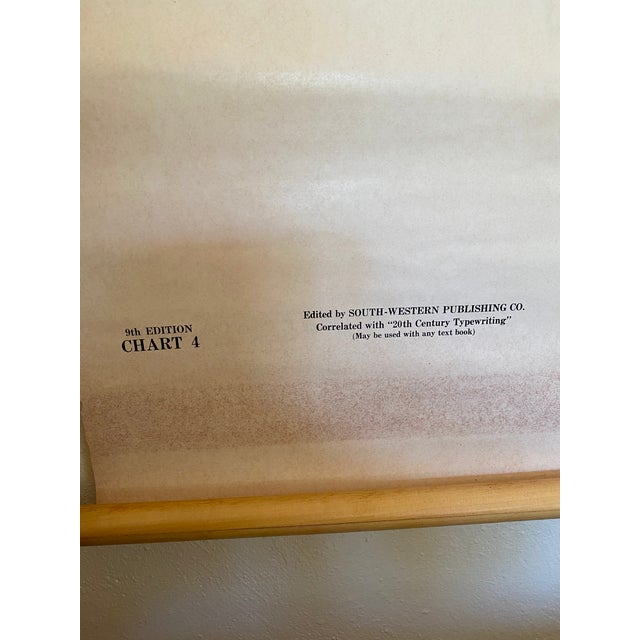 9th EDITION
CHART 4
Edited by SOUTH-WESTERN PUBLISHING CO.
Correlated with "20th Century Typewriting"
(May be used with any text book)